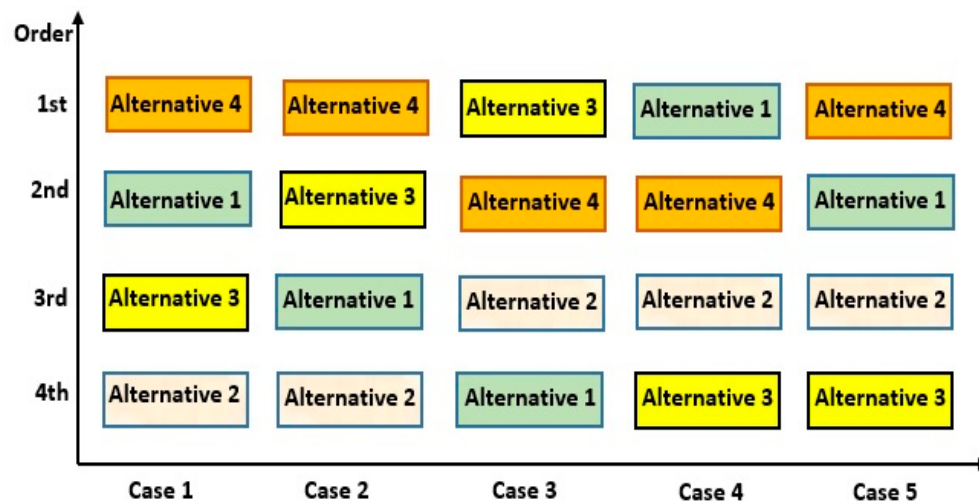 Order
1st
Alternative 4
Alternative 4
Alternative 3
Alternative 1
Alternative 4
2nd
Alternative 1
Alternative 3
Alternative 4
Alternative 4
Alternative 1
3rd
Alternative 3
Alternative 1
Alternative 2
Alternative 2
Alternative 2
4th
Alternative 2
Alternative 2
Alternative 1
Alternative 3
Alternative 3
Case 1
Case 2
Case 3
Case 4
Case 5